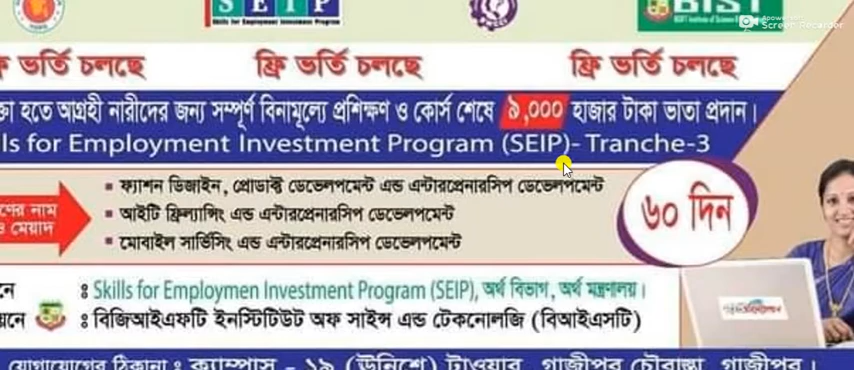 SEIP BIST
Skills for Employment Investment Program
Screen Recorder
ফ্রি ভর্তি চলছে ফ্রি ভর্তি চলছে ফ্রি ভর্তি চলছে
হতে আগ্রহী নারীদের জন্য সম্পূর্ণ বিনামূল্যে প্রশিক্ষণ ও কোর্স শেষে ৯,০০০ হাজার টাকা ভাতা প্রদান।
ls for Employment Investment Program (SEIP)- Tranche-3
▪ ফ্যাশন ডিজাইন, প্রোডাক্ট ডেভেলপমেন্ট এন্ড এন্টারপ্রেনারসিপ ডেভেলপমেন্ট
ণের নাম ▪ আইটি ফ্রিল্যান্সিং এন্ড এন্টারপ্রেনারসিপ ডেভেলপমেন্ট ৬০ দিন
ও মেয়াদ ▪ মোবাইল সার্ভিসিং এন্ড এন্টারপ্রেনারসিপ ডেভেলপমেন্ট
নে : Skills for Employmen Investment Program (SEIP), অর্থ বিভাগ, অর্থ মন্ত্রণালয়।
য়নে : বিজিআইএফটি ইনস্টিটিউট অফ সাইন্স এন্ড টেকনোলজি (বিআইএসটি)
যোগাযোগের ঠিকানা : ক্যাম্পাস - ১৯ (উনিশে) টাওয়ার, গাজীপুর চৌরাস্তা, গাজীপুর।